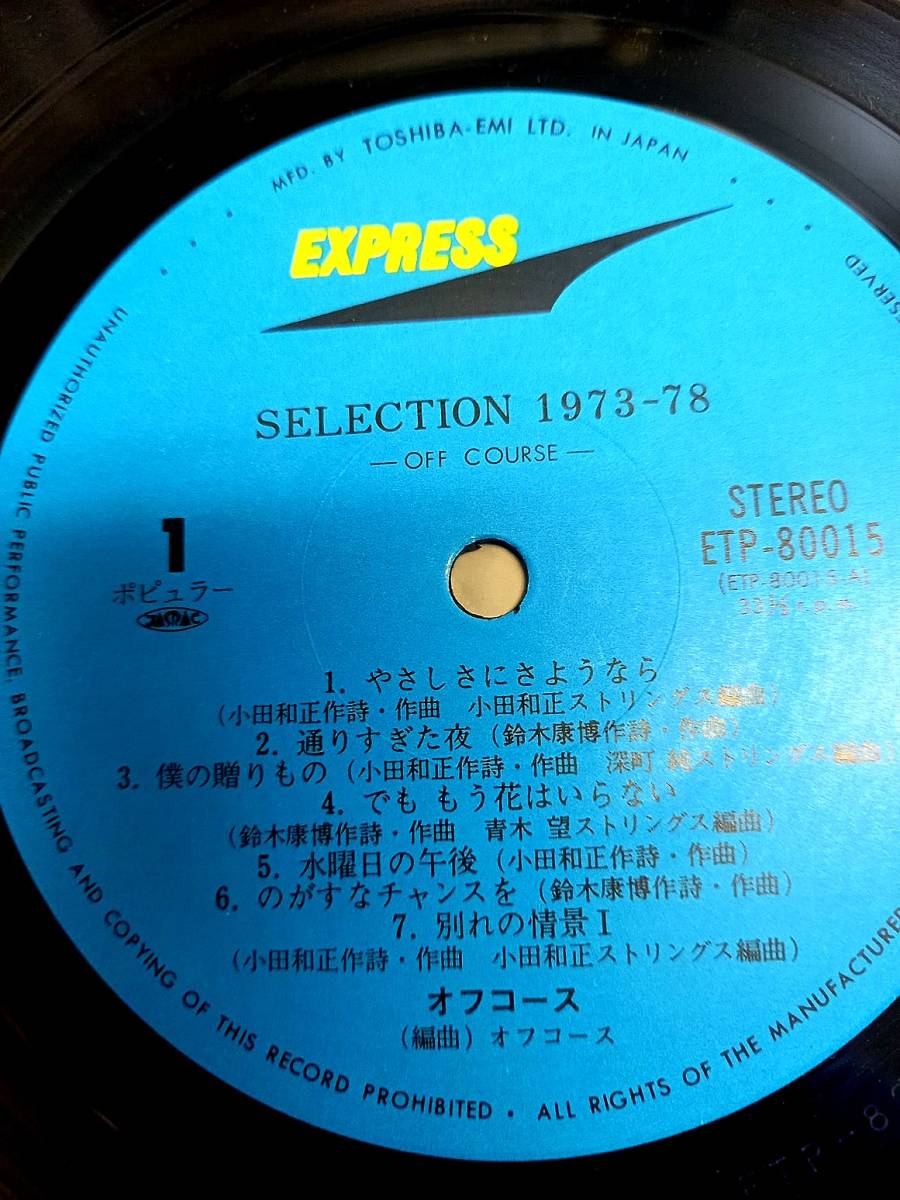 MFD. BY TOSHIBA-EMI LTD. IN JAPAN
EXPRESS
SELECTION 1973-78
— OFF COURSE —
STEREO
ETP-80015
(ETP-80015-A)
33⅓ r.p.m.
1
ポピュラー
JASRAC
1. やさしさにさようなら
(小田和正作詩・作曲 小田和正ストリングス編曲)
2. 通りすぎた夜 (鈴木康博作詩・作曲)
3. 僕の贈りもの (小田和正作詩・作曲 深町 純ストリングス編曲)
4. でも もう花はいらない
(鈴木康博作詩・作曲 青木 望ストリングス編曲)
5. 水曜日の午後 (小田和正作詩・作曲)
6. のがすなチャンスを (鈴木康博作詩・作曲)
7. 別れの情景 I
(小田和正作詩・作曲 小田和正ストリングス編曲)
オフコース
(編曲) オフコース
UNAUTHORIZED PUBLIC PERFORMANCE, BROADCASTING AND COPYING OF THIS RECORD PROHIBITED • ALL RIGHTS OF THE MANUFACTURER
ESERVED